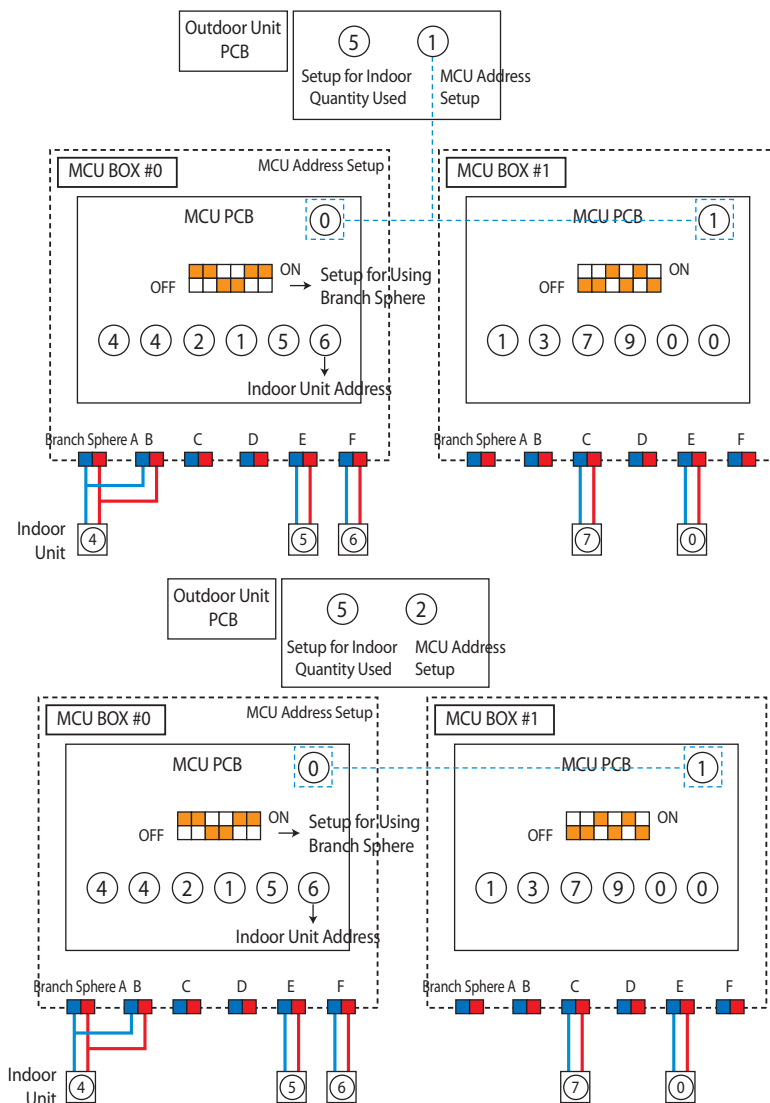 Outdoor Unit
PCB
5 1
Setup for Indoor
Quantity Used
MCU Address
Setup
MCU BOX #0
MCU Address Setup
MCU PCB
0
ON
OFF
Setup for Using
Branch Sphere
4 4 2 1 5 6
Indoor Unit Address
Branch Sphere A B C D E F
Indoor
Unit
4 5 6
MCU BOX #1
MCU PCB
1
ON
OFF
1 3 7 9 0 0
Branch Sphere A B C D E F
7 0
Outdoor Unit
PCB
5 2
Setup for Indoor
Quantity Used
MCU Address
Setup
MCU BOX #0
MCU Address Setup
MCU PCB
0
ON
OFF
Setup for Using
Branch Sphere
4 4 2 1 5 6
Indoor Unit Address
Branch Sphere A B C D E F
Indoor
Unit
4 5 6
MCU BOX #1
MCU PCB
1
ON
OFF
1 3 7 9 0 0
Branch Sphere A B C D E F
7 0